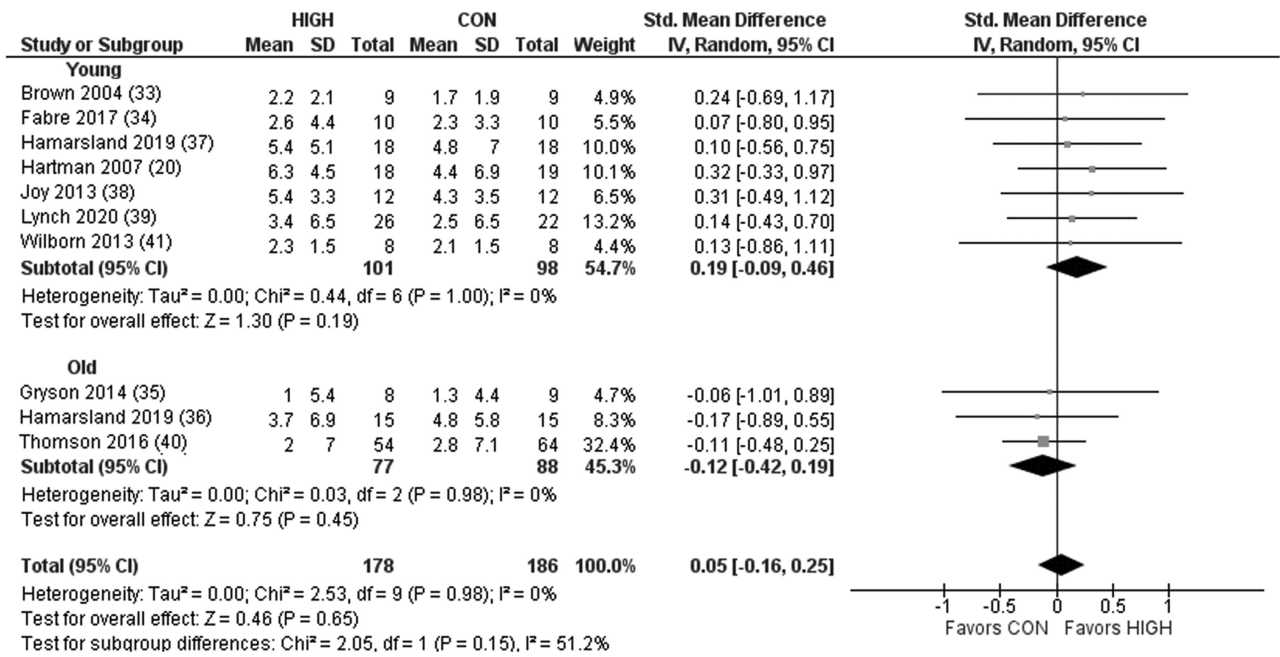 HIGH CON Std. Mean Difference Std. Mean Difference
Study or Subgroup Mean SD Total Mean SD Total Weight IV, Random, 95% CI IV, Random, 95% CI
Young
Brown 2004 (33) 2.2 2.1 9 1.7 1.9 9 4.9% 0.24 [-0.69, 1.17]
Fabre 2017 (34) 2.6 4.4 10 2.3 3.3 10 5.5% 0.07 [-0.80, 0.95]
Hamarsland 2019 (37) 5.4 5.1 18 4.8 7 18 10.0% 0.10 [-0.56, 0.75]
Hartman 2007 (20) 6.3 4.5 18 4.4 6.9 19 10.1% 0.32 [-0.33, 0.97]
Joy 2013 (38) 5.4 3.3 12 4.3 3.5 12 6.5% 0.31 [-0.49, 1.12]
Lynch 2020 (39) 3.4 6.5 26 2.5 6.5 22 13.2% 0.14 [-0.43, 0.70]
Wilborn 2013 (41) 2.3 1.5 8 2.1 1.5 8 4.4% 0.13 [-0.86, 1.11]
Subtotal (95% CI) 101 98 54.7% 0.19 [-0.09, 0.46]
Heterogeneity: Tau² = 0.00; Chi² = 0.44, df = 6 (P = 1.00); I² = 0%
Test for overall effect: Z = 1.30 (P = 0.19)
Old
Gryson 2014 (35) 1 5.4 8 1.3 4.4 9 4.7% -0.06 [-1.01, 0.89]
Hamarsland 2019 (36) 3.7 6.9 15 4.8 5.8 15 8.3% -0.17 [-0.89, 0.55]
Thomson 2016 (40) 2 7 54 2.8 7.1 64 32.4% -0.11 [-0.48, 0.25]
Subtotal (95% CI) 77 88 45.3% -0.12 [-0.42, 0.19]
Heterogeneity: Tau² = 0.00; Chi² = 0.03, df = 2 (P = 0.98); I² = 0%
Test for overall effect: Z = 0.75 (P = 0.45)
Total (95% CI) 178 186 100.0% 0.05 [-0.16, 0.25]
Heterogeneity: Tau² = 0.00; Chi² = 2.53, df = 9 (P = 0.98); I² = 0%
Test for overall effect: Z = 0.46 (P = 0.65)
Test for subgroup differences: Chi² = 2.05, df = 1 (P = 0.15), I² = 51.2%
-1 -0.5 0 0.5 1
Favors CON Favors HIGH